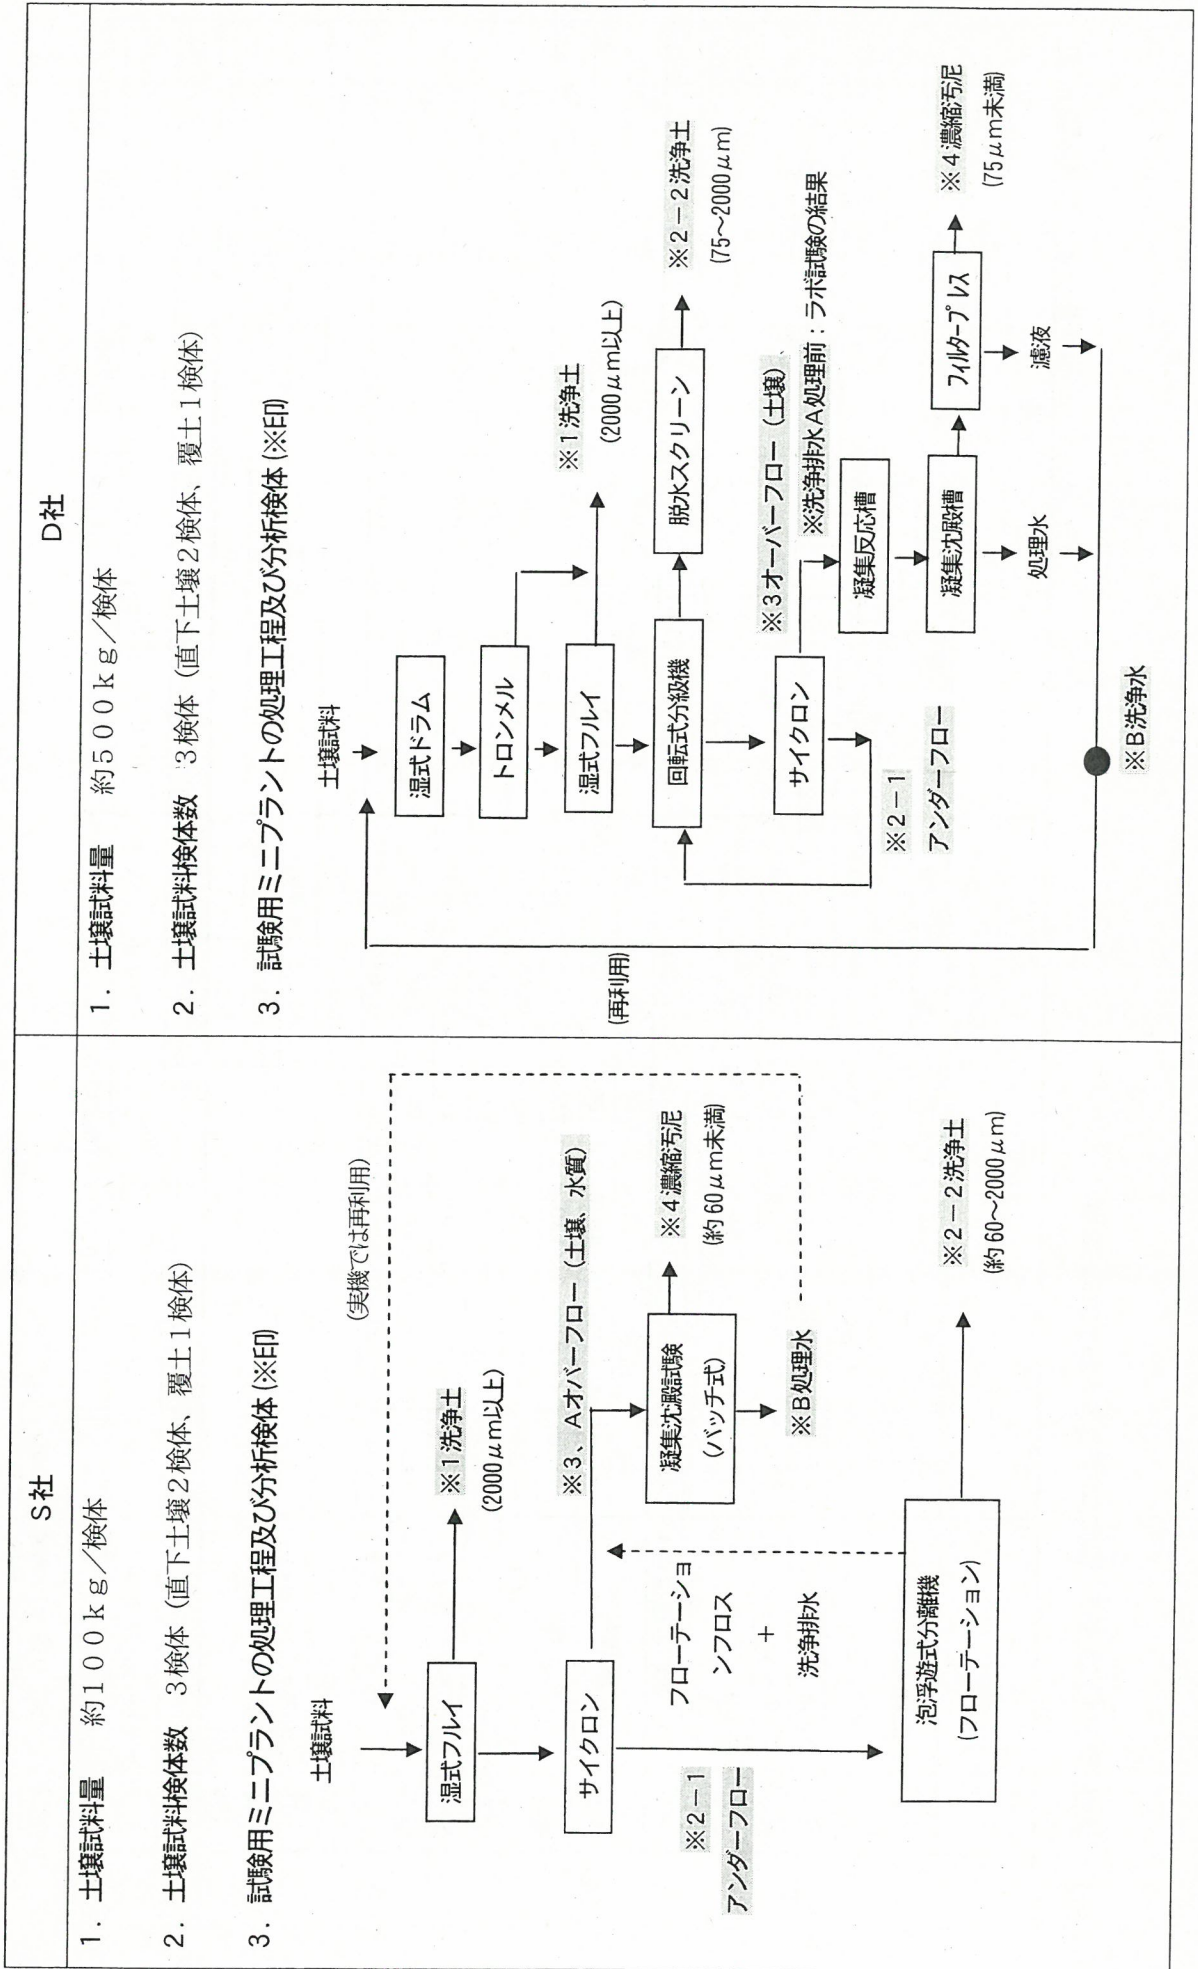 S社
1．土壌試料量　約１００ｋｇ／検体
2．土壌試料検体数　3検体（直下土壌２検体、覆土１検体）
3．試験用ミニプラントの処理工程及び分析検体(※印)
土壌試料
(実機では再利用)
湿式フルイ
※１洗浄土
(2000μm以上)
サイクロン
※３、Aオーバーフロー（土壌、水質）
凝集沈澱試験
(バッチ式)
※４濃縮汚泥
(約60μm未満)
※B処理水
※２－１
アンダーフロー
フローテーショ
ンフロス
＋
洗浄排水
泡浮遊式分離機
(フローテーション)
※２－２洗浄土
(約60～2000μm)
D社
1．土壌試料量　約５００ｋｇ／検体
2．土壌試料検体数　3検体（直下土壌２検体、覆土１検体）
3．試験用ミニプラントの処理工程及び分析検体(※印)
土壌試料
湿式ドラム
トロンメル
湿式フルイ
※１洗浄土
(2000μm以上)
(再利用)
回転式分級機
脱水スクリーン
※２－２洗浄土
(75～2000μm)
サイクロン
※３オーバーフロー（土壌）、
※洗浄排水A処理前：ラボ試験の結果
凝集反応槽
※２－１
アンダーフロー
凝集沈殿槽
フィルタープレス
※４濃縮汚泥
(75μm未満)
処理水
濾液
※B洗浄水